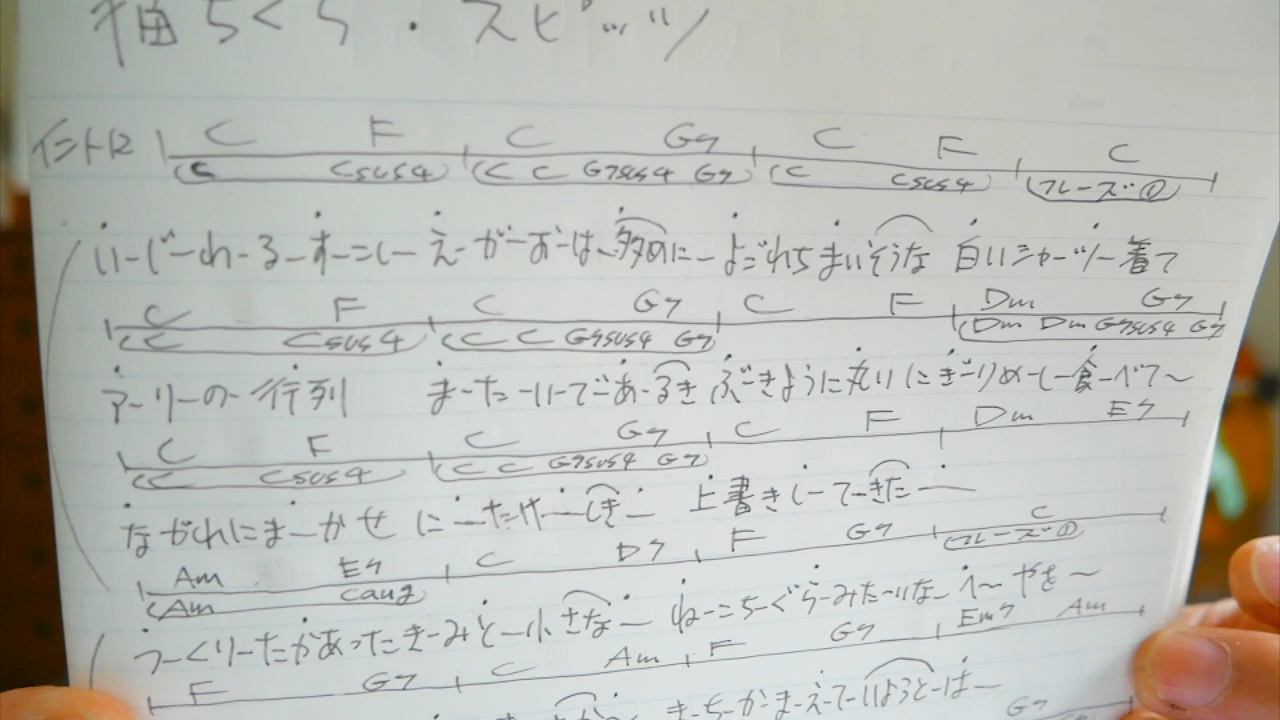 猫ちぐら・スピッツ
イントロ C F C G7 C F C
C Csus4 C C G7sus4 G7 C Csus4 フレーズ①
いーじーわーるーすーこしーえーがーおーは、多めにーよごれちまいそうな 白いシャーツー着て
C F C G7 C F Dm G7
C Csus4 C C G7sus4 G7 Dm Dm G7sus4 G7
アーリーの行列 まーたーいーであーるき ぶーきように丸いにぎーりめーしー食ーべて〜
C F C G7 C F Dm E7
C Csus4 C C G7sus4 G7
ながれにまーかせ にーたけーしきー 上書きしーてーきたー
Am E7 C D7 F G7 C
Am Caug フレーズ①
つーくりーたかあったきーみとー小さなー ねーこちーぐらーみたーいなー へ〜やを〜
F G7 C Am F G7 Em7 Am
きーちーかまーえーてーいようとーはー
G7